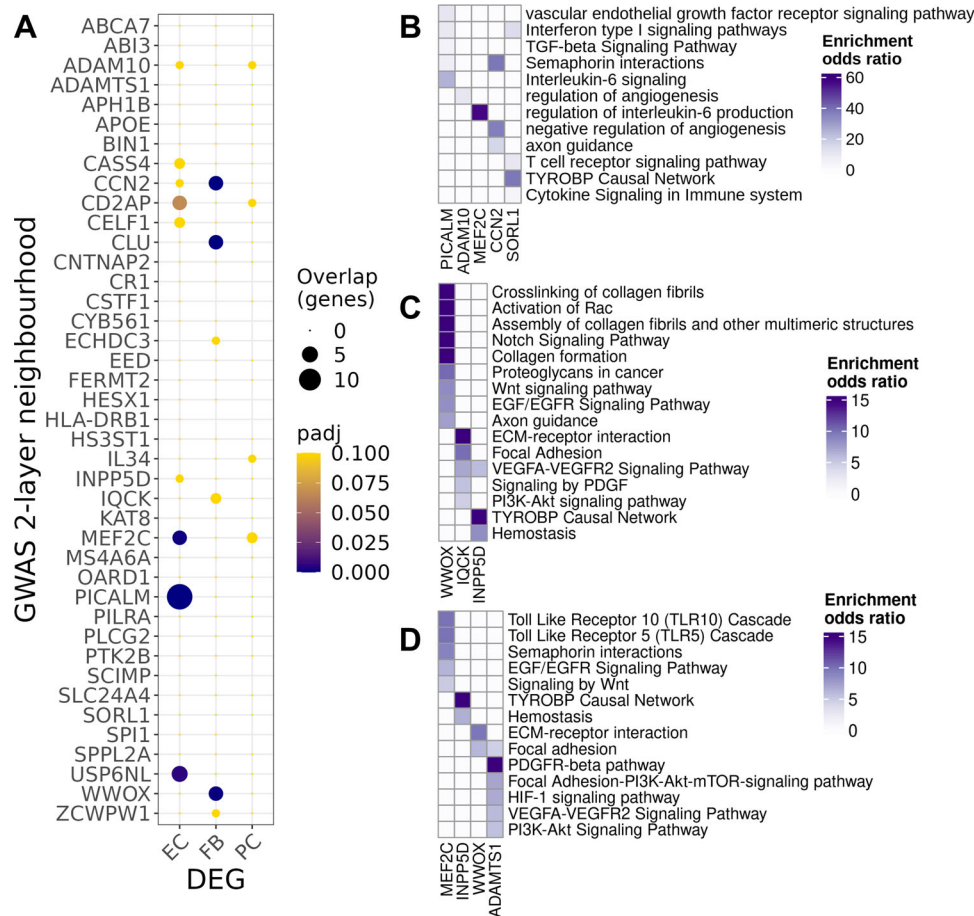 A
GWAS 2-layer neighbourhood
ABCA7
ABI3
ADAM10
ADAMTS1
APH1B
APOE
BIN1
CASS4
CCN2
CD2AP
CELF1
CLU
CNTNAP2
CR1
CSTF1
CYB561
ECHDC3
EED
FERMT2
HESX1
HLA-DRB1
HS3ST1
IL34
INPP5D
IQCK
KAT8
MEF2C
MS4A6A
OARD1
PICALM
PILRA
PLCG2
PTK2B
SCIMP
SLC24A4
SORL1
SPI1
SPPL2A
USP6NL
WWOX
ZCWPW1
EC
FB
PC
DEG
Overlap
(genes)
0
5
10
padj
0.100
0.075
0.050
0.025
0.000
B
vascular endothelial growth factor receptor signaling pathway
Interferon type I signaling pathways
TGF-beta Signaling Pathway
Semaphorin interactions
Interleukin-6 signaling
regulation of angiogenesis
regulation of interleukin-6 production
negative regulation of angiogenesis
axon guidance
T cell receptor signaling pathway
TYROBP Causal Network
Cytokine Signaling in Immune system
PICALM
ADAM10
MEF2C
CCN2
SORL1
Enrichment
odds ratio
60
40
20
0
C
Crosslinking of collagen fibrils
Activation of Rac
Assembly of collagen fibrils and other multimeric structures
Notch Signaling Pathway
Collagen formation
Proteoglycans in cancer
Wnt signaling pathway
EGF/EGFR Signaling Pathway
Axon guidance
ECM-receptor interaction
Focal Adhesion
VEGFA-VEGFR2 Signaling Pathway
Signaling by PDGF
PI3K-Akt signaling pathway
TYROBP Causal Network
Hemostasis
WWOX
IQCK
INPP5D
Enrichment
odds ratio
15
10
5
0
D
Toll Like Receptor 10 (TLR10) Cascade
Toll Like Receptor 5 (TLR5) Cascade
Semaphorin interactions
EGF/EGFR Signaling Pathway
Signaling by Wnt
TYROBP Causal Network
Hemostasis
ECM-receptor interaction
Focal adhesion
PDGFR-beta pathway
Focal Adhesion-PI3K-Akt-mTOR-signaling pathway
HIF-1 signaling pathway
VEGFA-VEGFR2 Signaling Pathway
PI3K-Akt Signaling Pathway
MEF2C
INPP5D
WWOX
ADAMTS1
Enrichment
odds ratio
15
10
5
0